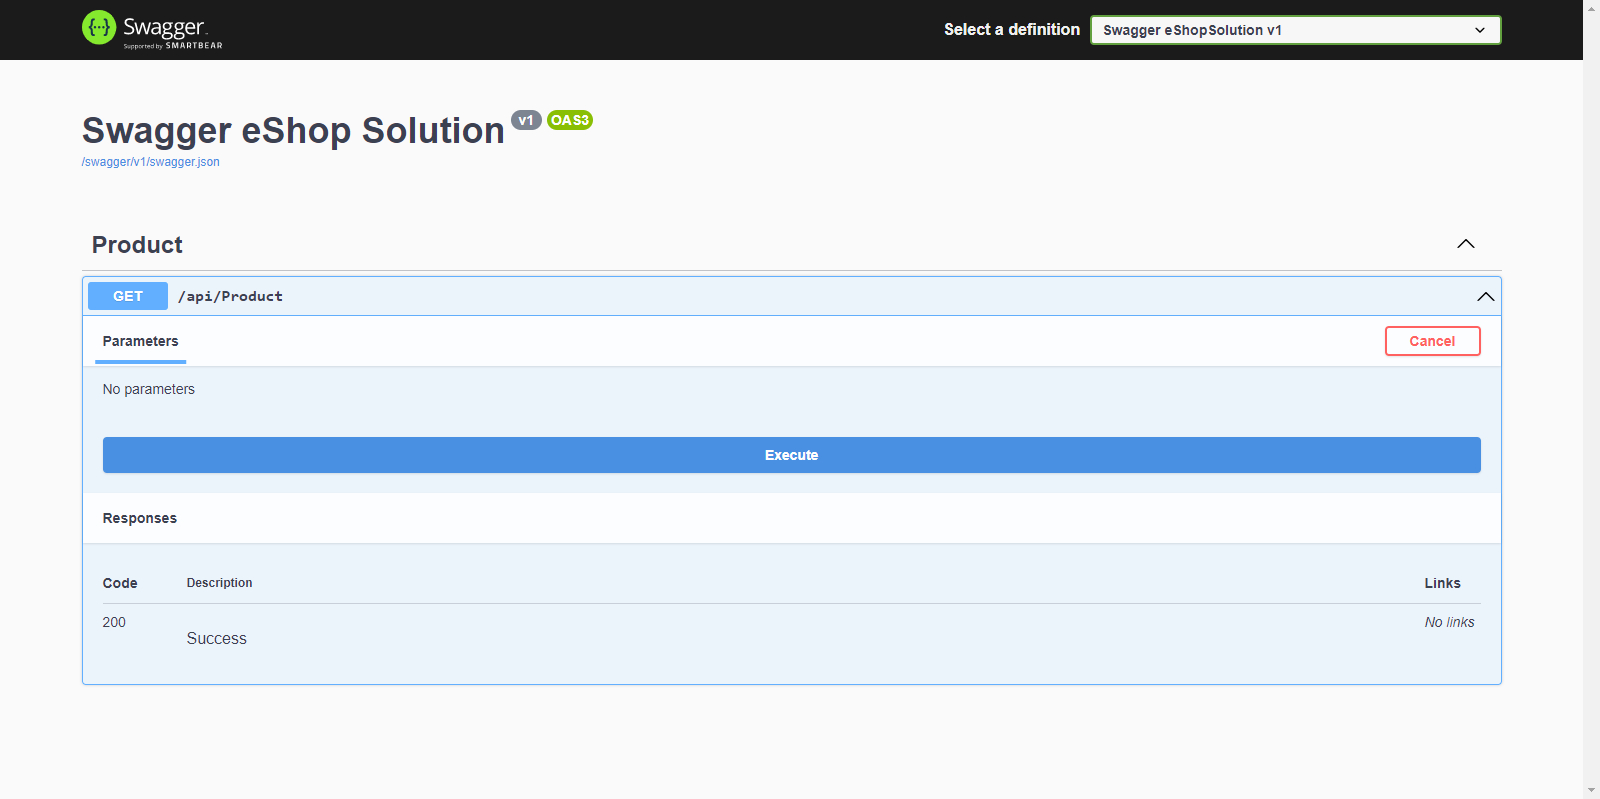 Swagger
Supported by SMARTBEAR
Select a definition
Swagger eShopSolution v1
Swagger eShop Solution v1 OAS3
/swagger/v1/swagger.json
Product
GET /api/Product
Parameters Cancel
No parameters
Execute
Responses
Code Description Links
200 No links
Success